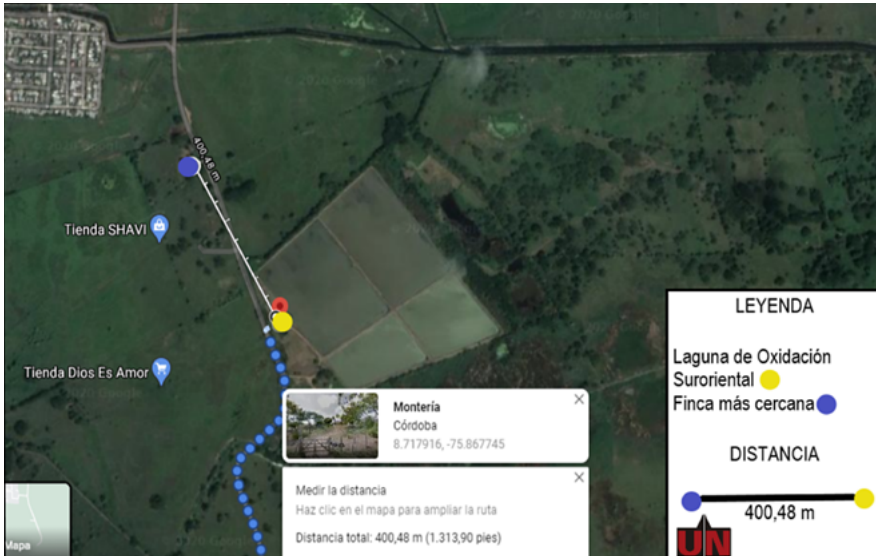 400,48 m
Tienda SHAVI
Tienda Dios Es Amor
Montería
Córdoba
8.717916, -75.867745
Medir la distancia
Haz clic en el mapa para ampliar la ruta
Distancia total: 400,48 m (1.313,90 pies)
LEYENDA
Laguna de Oxidación
Suroriental
Finca más cercana
DISTANCIA
400,48 m
UN
Mapa